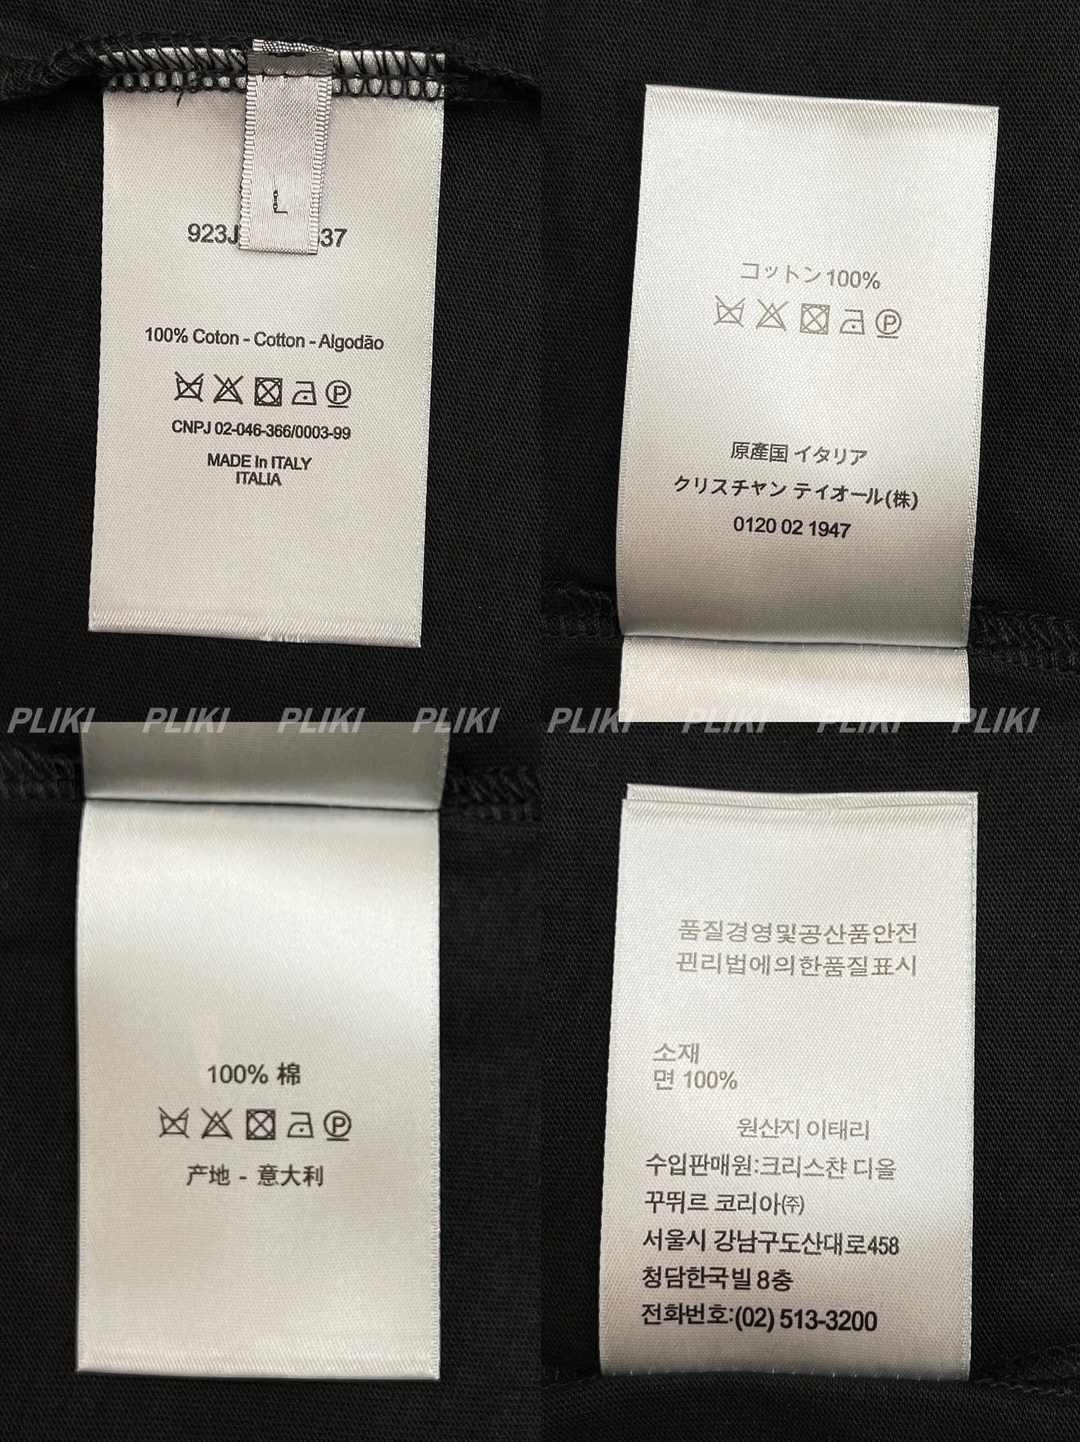 L
923J 37
100% Coton - Cotton - Algodão
CNPJ 02-046-366/0003-99
MADE In ITALY
ITALIA
コットン100%
原産国 イタリア
クリスチャン テイオール(株)
0120 02 1947
PLIKI PLIKI PLIKI PLIKI PLIKI PLIKI PLIKI PLIKI
100% 棉
产地 - 意大利
품질경영및공산품안전
괸리법에의한품질표시
소재
면 100%
원산지 이태리
수입판매원:크리스챤 디올
꾸뛰르 코리아㈜
서울시 강남구도산대로458
청담한국빌 8층
전화번호:(02) 513-3200